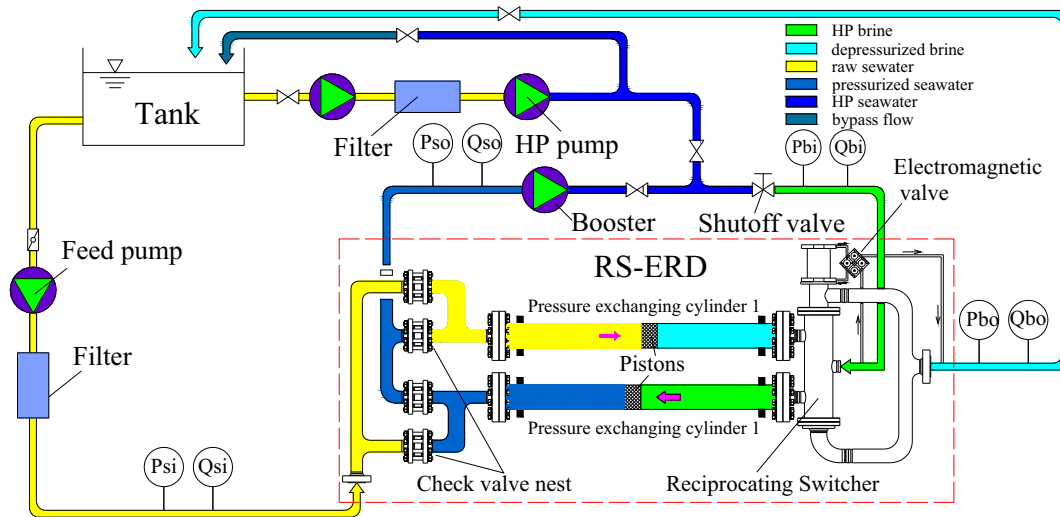 HP brine
depressurized brine
raw sewater
pressurized seawater
HP seawater
bypass flow
Tank
Filter
HP pump
Pso
Qso
Pbi
Qbi
Electromagnetic
valve
Booster
Shutoff valve
Feed pump
RS-ERD
Pressure exchanging cylinder 1
Pbo
Qbo
Filter
Pistons
Pressure exchanging cylinder 1
Psi
Qsi
Check valve nest
Reciprocating Switcher